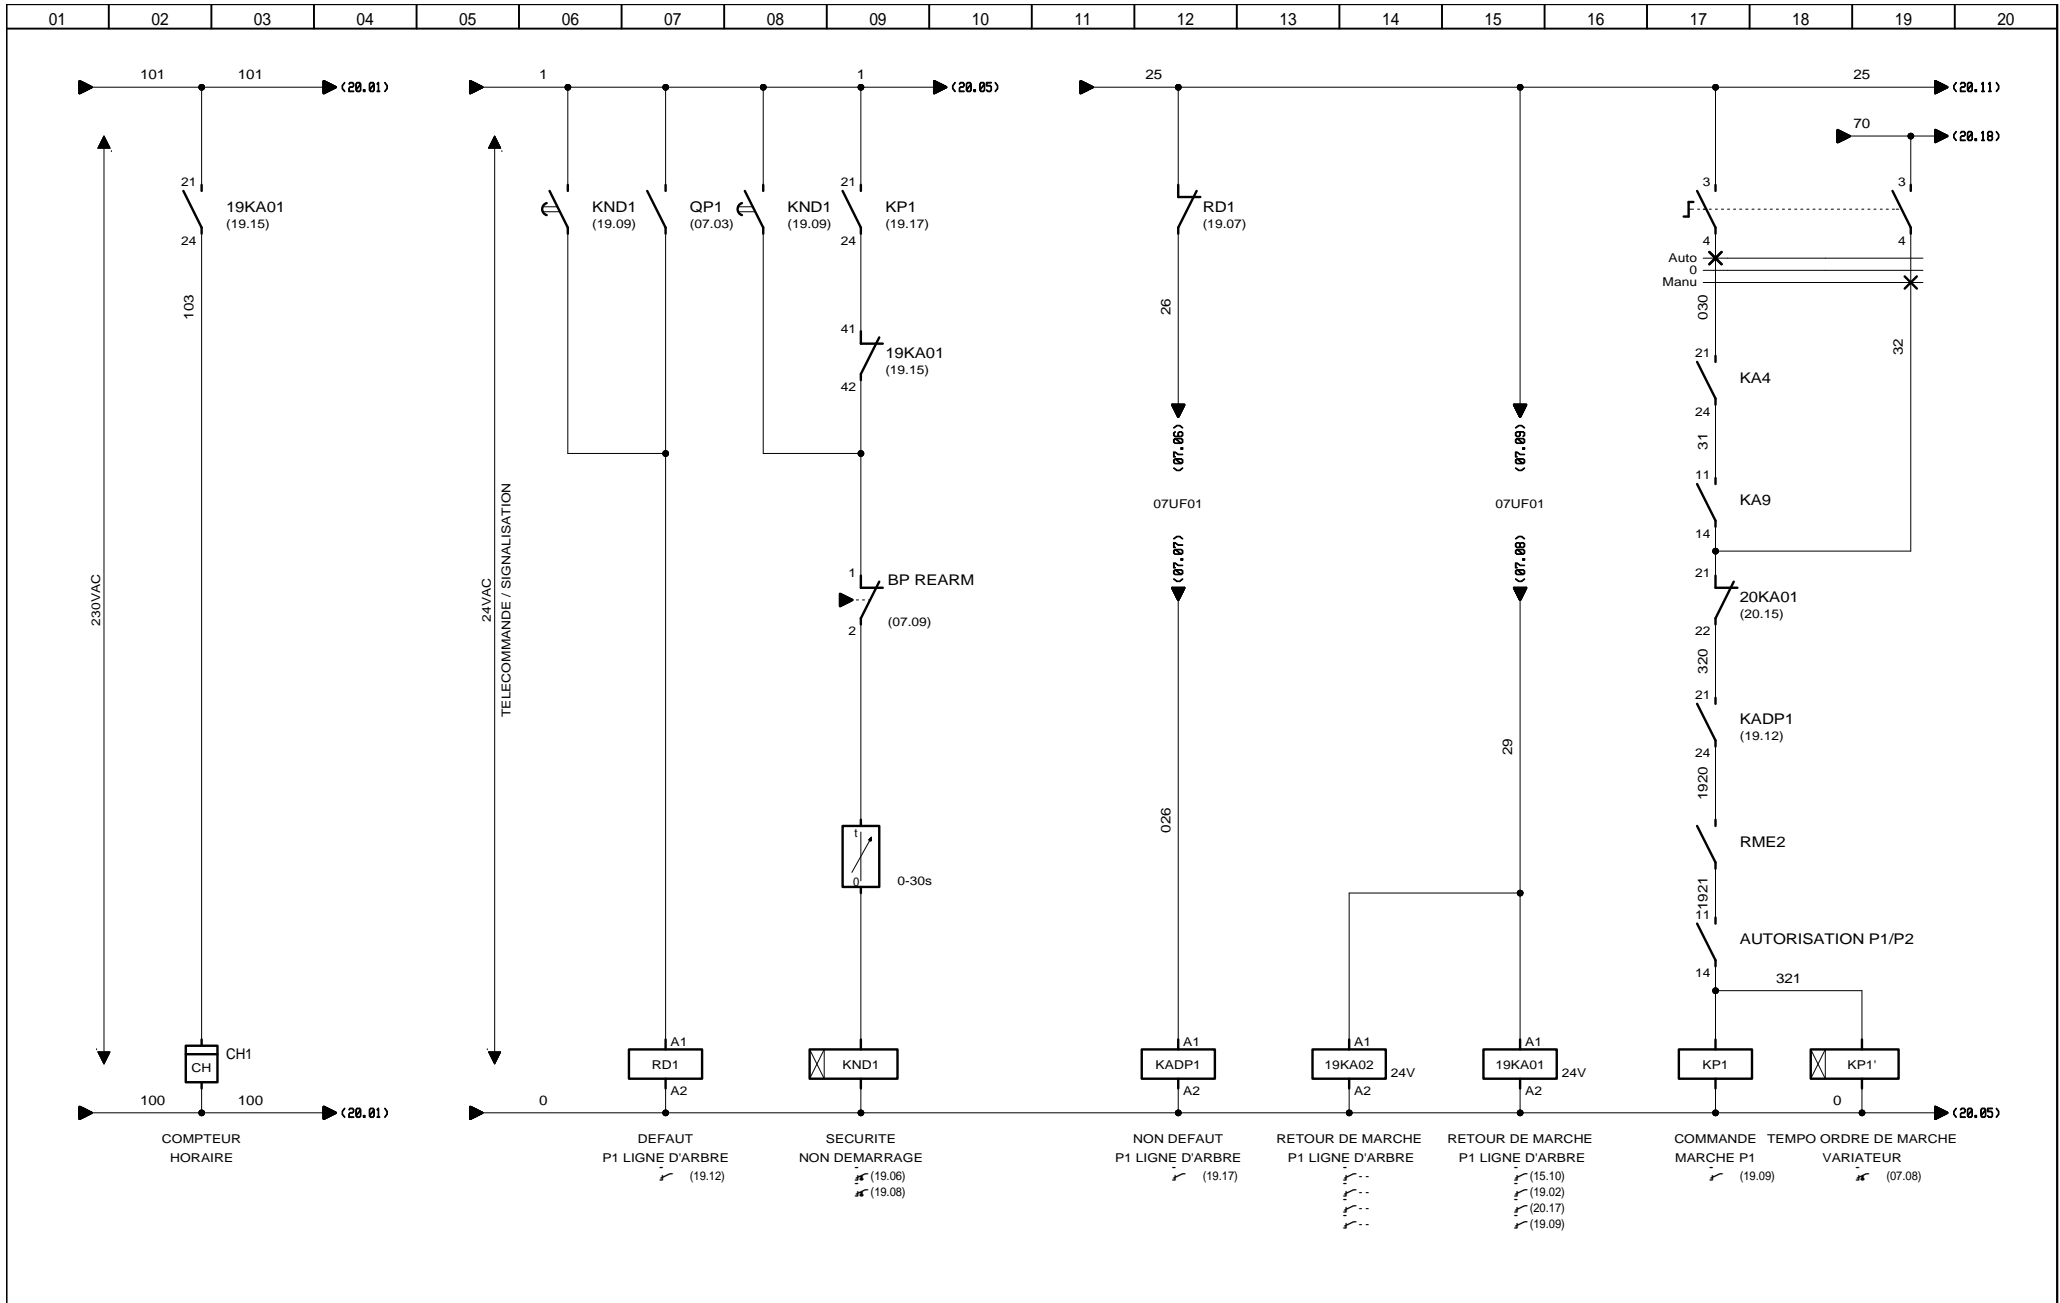 01 02 03 04 05 06 07 08 09 10 11 12 13 14 15 16 17 18 19 20
101 101 (20.01) 1 1 (20.05) 25 25 (20.11)
70 (20.18)
21 21 3 3
19KA01 KND1 QP1 KND1 KP1 RD1
(19.15) (19.09) (07.03) (19.09) (19.17) (19.07)
24 24 4 4
Auto
0
Manu
103 26 030
41 32
19KA01 21
(19.15) KA4
42 24
(07.06) (07.09) 31
11
07UF01 07UF01 KA9
14
(07.07) (07.08)
230VAC
24VAC
TELECOMMANDE / SIGNALISATION
1 21
BP REARM 20KA01
(07.09) (20.15)
2 22
320
21
KADP1
(19.12)
29 24
1920
026
t RME2
0 0-30s
1921
11
AUTORISATION P1/P2
14
321
CH1 A1 A1 A1 A1
CH RD1 KND1 KADP1 19KA02 24V 19KA01 24V KP1 KP1'
A2 A2 A2 A2
100 100 (20.01) 0 0 (20.05)
COMPTEUR DEFAUT SECURITE NON DEFAUT RETOUR DE MARCHE RETOUR DE MARCHE COMMANDE TEMPO ORDRE DE MARCHE
HORAIRE P1 LIGNE D'ARBRE NON DEMARRAGE P1 LIGNE D'ARBRE P1 LIGNE D'ARBRE P1 LIGNE D'ARBRE MARCHE P1 VARIATEUR
(19.12) (19.06) (19.17) -- (15.10) (19.09) (07.08)
(19.08) -- (19.02)
-- (20.17)
-- (19.09)